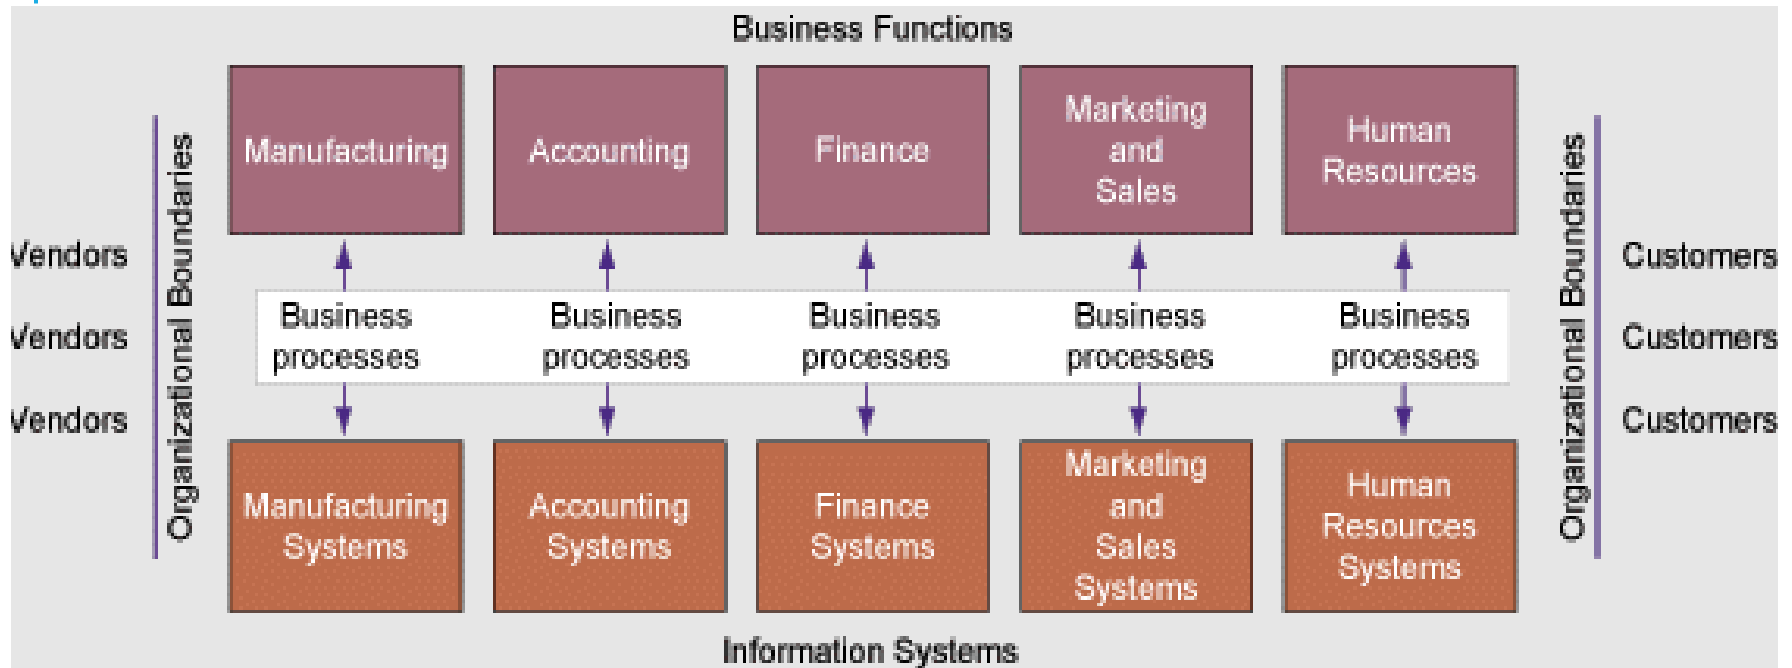 Business Functions
Manufacturing
Accounting
Finance
Marketing
and
Sales
Human
Resources
Vendors
Vendors
Vendors
Organizational Boundaries
Business
processes
Business
processes
Business
processes
Business
processes
Business
processes
Organizational Boundaries
Customers
Customers
Customers
Manufacturing
Systems
Accounting
Systems
Finance
Systems
Marketing
and
Sales
Systems
Human
Resources
Systems
Information Systems